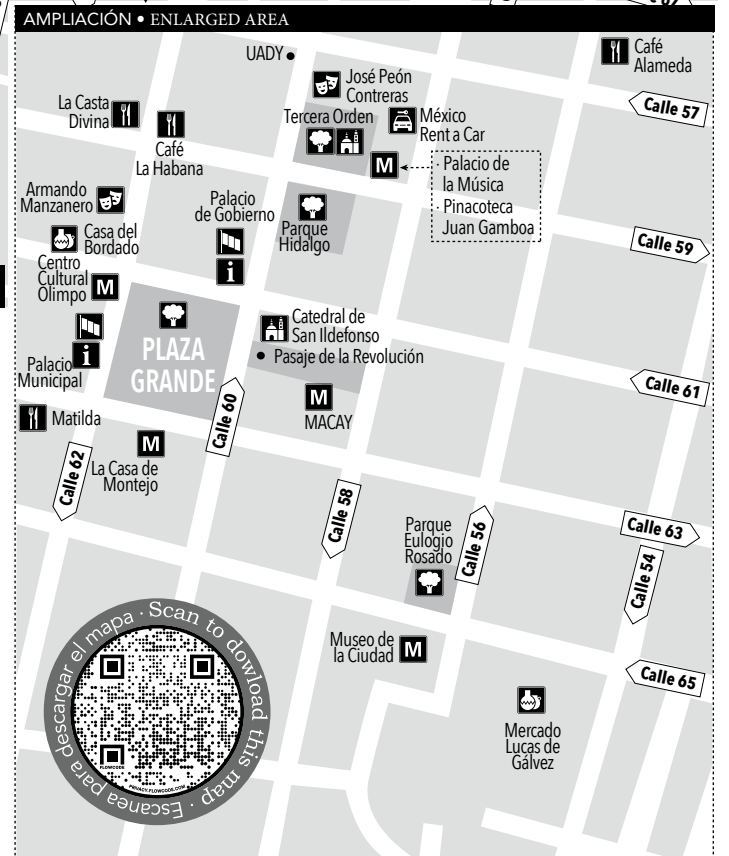 AMPLIACIÓN • ENLARGED AREA
UADY
Café
Alameda
José Peón
Contreras
Calle 57
La Casta
Divina
Tercera Orden
México
Rent a Car
Café
La Habana
M
· Palacio de
la Música
· Pinacoteca
Juan Gamboa
Armando
Manzanero
Palacio
de Gobierno
Parque
Hidalgo
Casa del
Bordado
Calle 59
i
Centro
Cultural
Olimpo
M
Catedral de
San Ildefonso
Pasaje de la Revolución
PLAZA
GRANDE
i
Palacio
Municipal
Calle 61
M
MACAY
Calle 60
Matilda
M
La Casa de
Montejo
Calle 62
Calle 58
Calle 56
Calle 63
Calle 54
Parque
Eulogio
Rosado
Museo de
la Ciudad
M
Calle 65
Mercado
Lucas de
Gálvez
Escanea para descargar el mapa · Scan to dowload this map ·
FLOWCODE
PRIVACY.FLOWCODE.COM